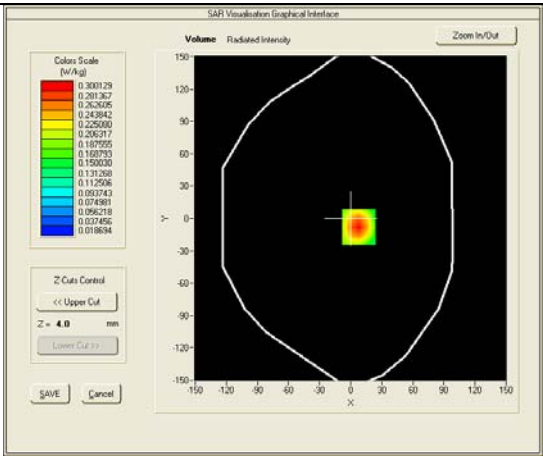 SAR Visualisation Graphical Interface
Volume Radiated Intensity
Zoom In/Out
Colors Scale
(W/kg)
0.300129
0.281367
0.262605
0.243842
0.225080
0.206317
0.187555
0.168793
0.150030
0.131268
0.112506
0.093743
0.074981
0.056218
0.037456
0.018694
Z-Cuts Control
<< Upper Cut
Z = 4.0 mm
Lower Cut >>
SAVE Cancel
150
120
90
60
30
0
-30
-60
-90
-120
-150
Y
-150 -120 -90 -60 -30 0 30 60 90 120 150
X